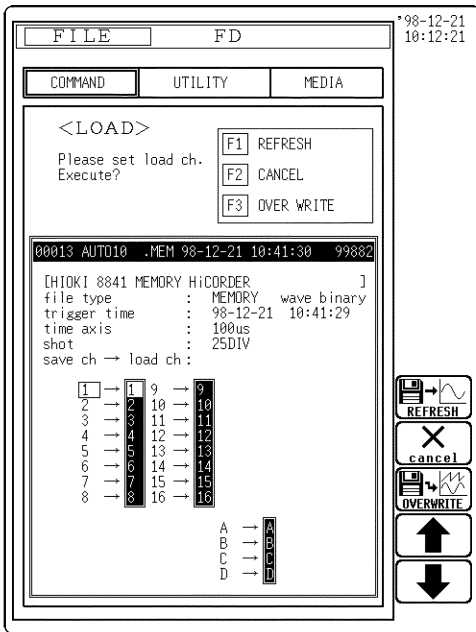 FILE FD
'98-12-21
10:12:21
COMMAND UTILITY MEDIA
<LOAD>
Please set load ch.
Execute?
F1 REFRESH
F2 CANCEL
F3 OVER WRITE
00013 AUTO10 .MEM 98-12-21 10:41:30 99882
[HIOKI 8841 MEMORY HiCORDER ]
file type : MEMORY wave binary
trigger time : 98-12-21 10:41:29
time axis : 100us
shot : 25DIV
save ch → load ch :
1 → 1 9 → 9
2 → 2 10 → 10
3 → 3 11 → 11
4 → 4 12 → 12
5 → 5 13 → 13
6 → 6 14 → 14
7 → 7 15 → 15
8 → 8 16 → 16
A → A
B → B
C → C
D → D
REFRESH
cancel
OVERWRITE